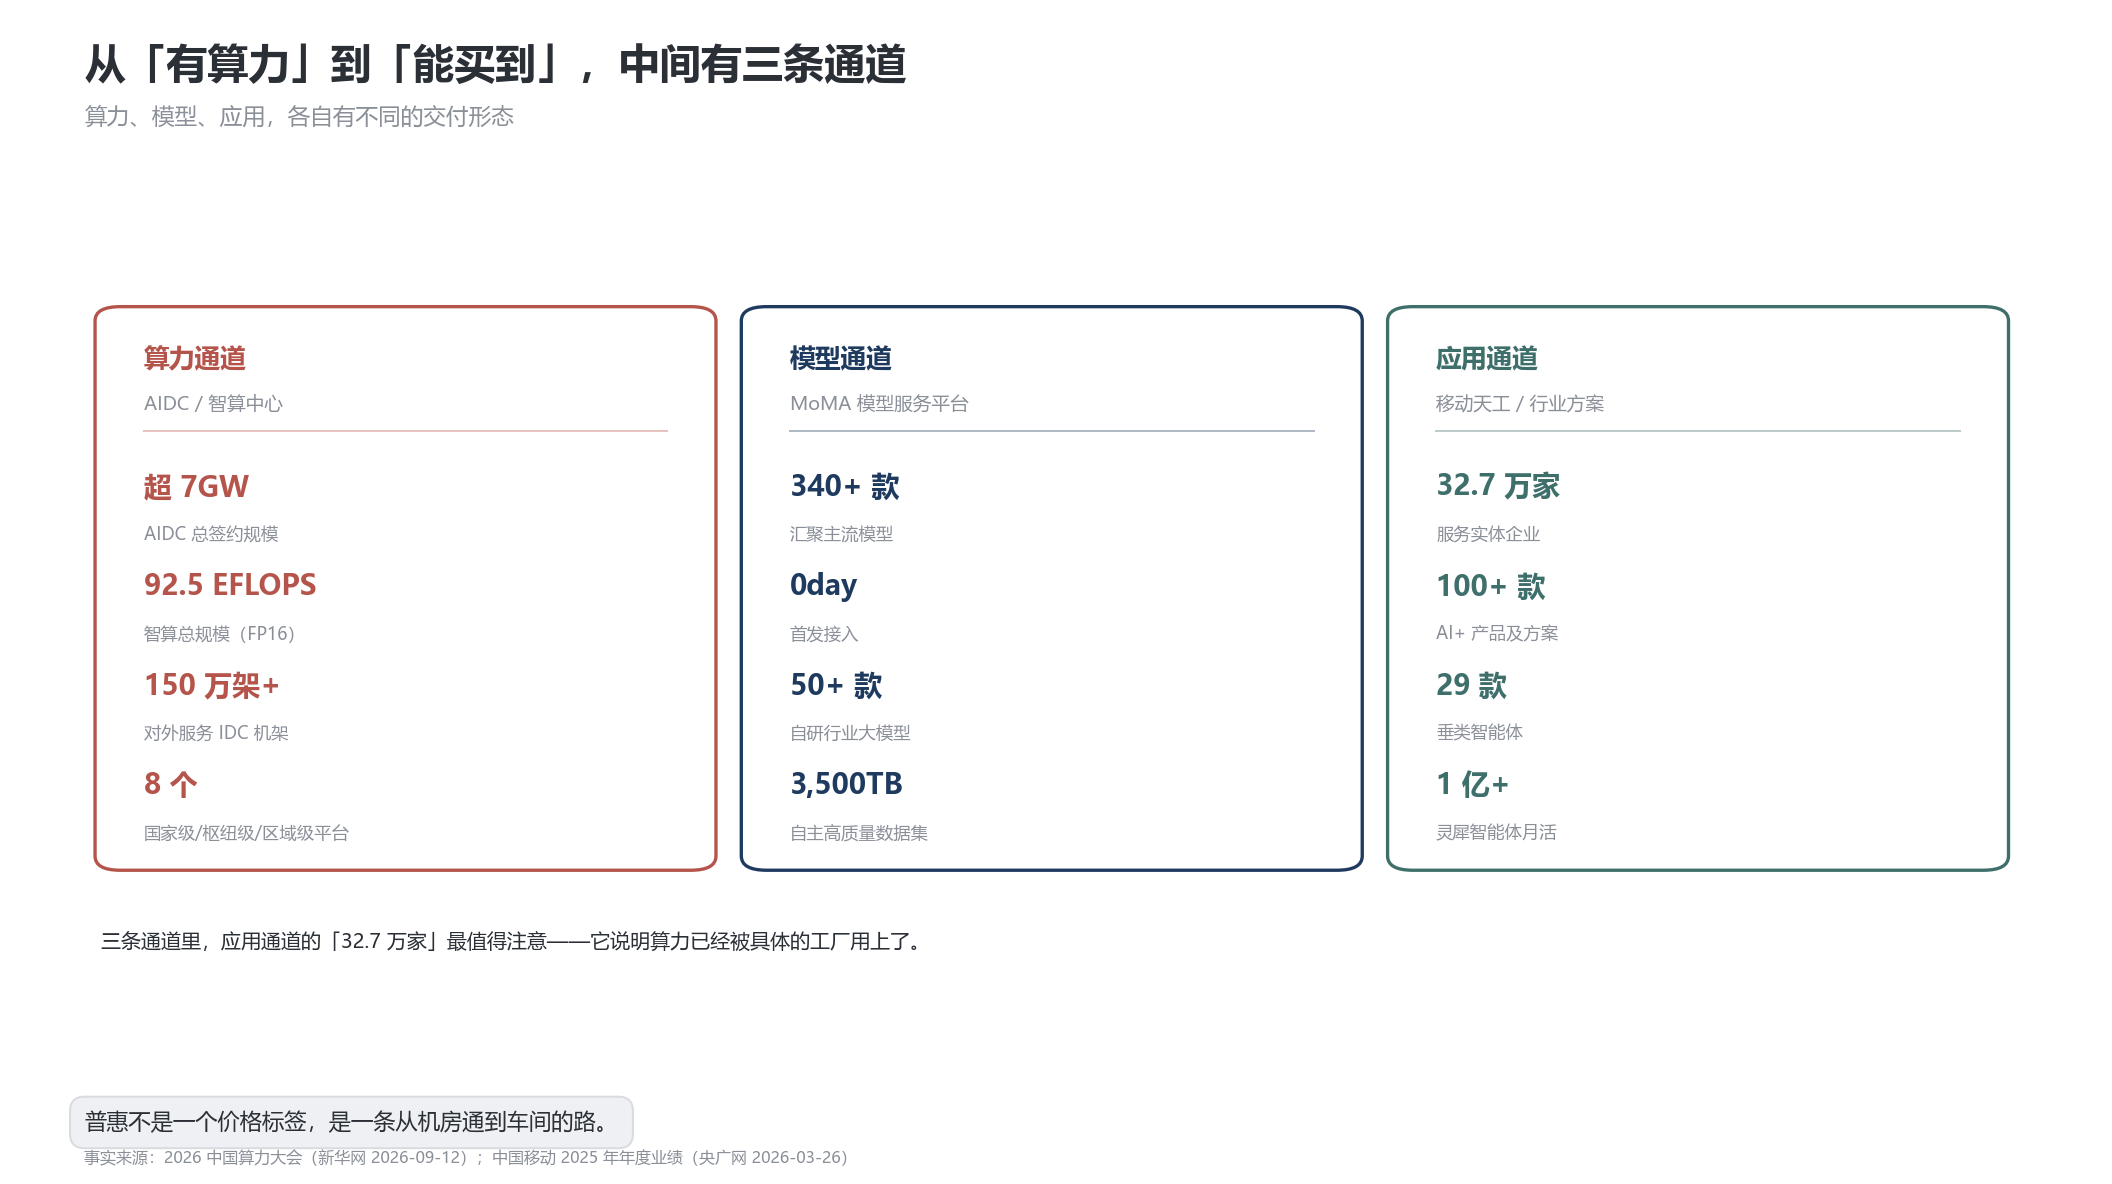 从「有算力」到「能买到」，中间有三条通道
算力、模型、应用，各自有不同的交付形态
算力通道
AIDC / 智算中心
超 7GW
AIDC 总签约规模
92.5 EFLOPS
智算总规模（FP16）
150 万架+
对外服务 IDC 机架
8 个
国家级/枢纽级/区域级平台
模型通道
MoMA 模型服务平台
340+ 款
汇聚主流模型
0day
首发接入
50+ 款
自研行业大模型
3,500TB
自主高质量数据集
应用通道
移动天工 / 行业方案
32.7 万家
服务实体企业
100+ 款
AI+ 产品及方案
29 款
垂类智能体
1 亿+
灵犀智能体月活
三条通道里，应用通道的「32.7 万家」最值得注意——它说明算力已经被具体的工厂用上了。
普惠不是一个价格标签，是一条从机房通到车间的路。
事实来源：2026 中国算力大会（新华网 2026-09-12）；中国移动 2025 年年度业绩（央广网 2026-03-26）